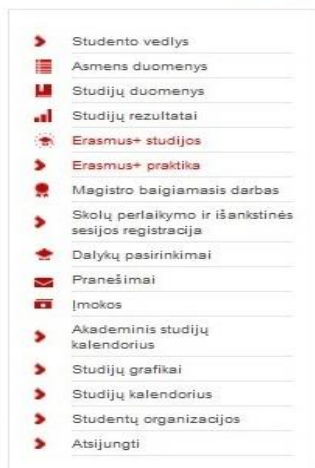 Studento vedlys
Asmens duomenys
Studijų duomenys
Studijų rezultatai
Erasmus+ studijos
Erasmus+ praktika
Magistro baigiamasis darbas
Skolų perlaikymo ir išankstinės
sesijos registracija
Dalykų pasirinkimai
Pranešimai
Įmokos
Akademinis studijų
kalendorius
Studijų grafikai
Studijų kalendorius
Studentų organizacijos
Atsijungti